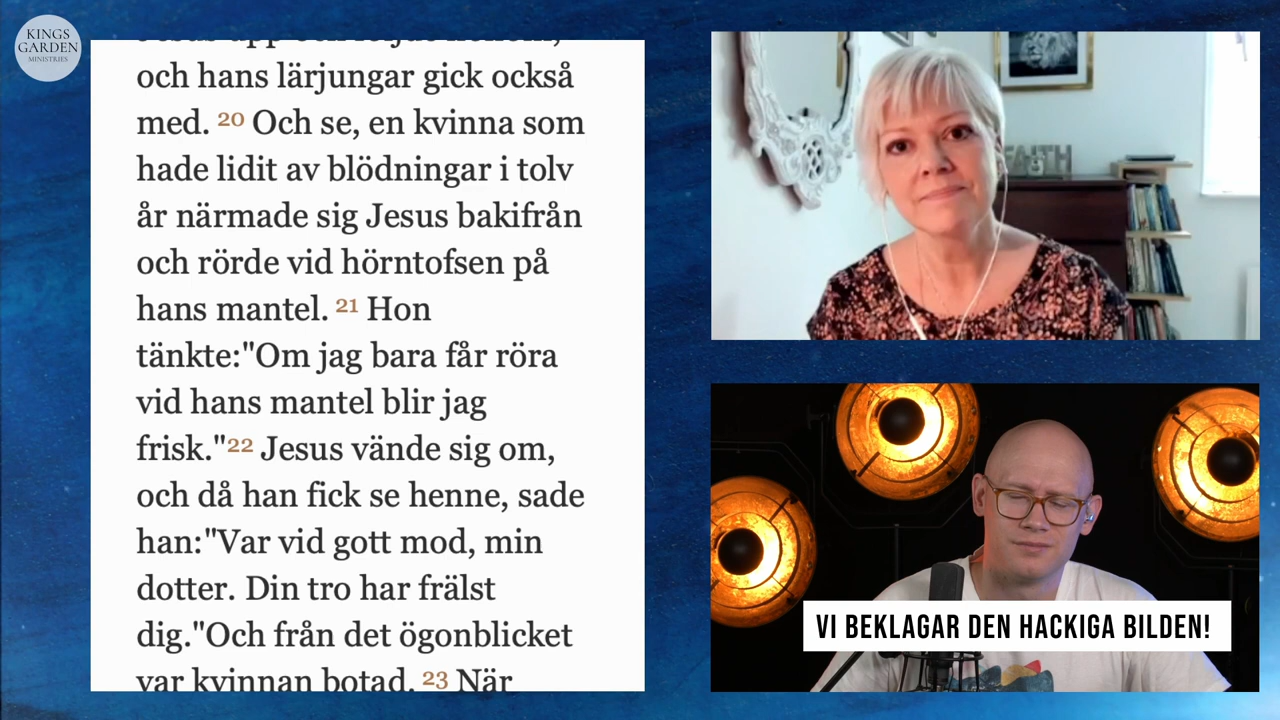 KINGS
GARDEN
MINISTRIES
och hans lärjungar gick också
med. 20 Och se, en kvinna som
hade lidit av blödningar i tolv
år närmade sig Jesus bakifrån
och rörde vid hörntofsen på
hans mantel. 21 Hon
tänkte:"Om jag bara får röra
vid hans mantel blir jag
frisk."22 Jesus vände sig om,
och då han fick se henne, sade
han:"Var vid gott mod, min
dotter. Din tro har frälst
dig."Och från det ögonblicket
var kvinnan botad. 23 När
FAITH
VI BEKLAGAR DEN HACKIGA BILDEN!